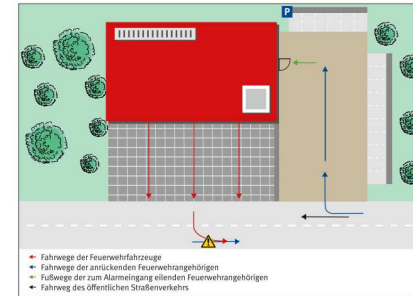 P
Fahrwege der Feuerwehrfahrzeuge
Fahrwege der anrückenden Feuerwehrangehörigen
Fußwege der zum Alarmeingang eilenden Feuerwehrangehörigen
Fahrweg des öffentlichen Straßenverkehrs